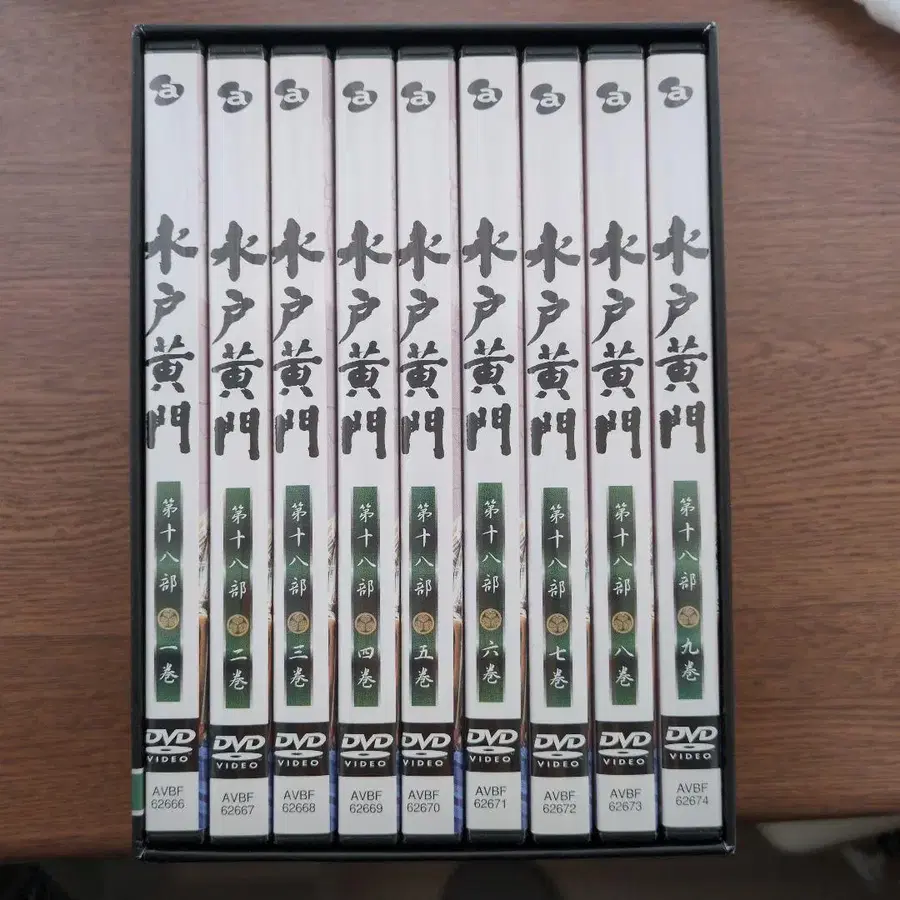 a
水戸黄門
第十八部 一巻
DVD
VIDEO
AVBF
62666
a
水戸黄門
第十八部 二巻
DVD
VIDEO
AVBF
62667
a
水戸黄門
第十八部 三巻
DVD
VIDEO
AVBF
62668
a
水戸黄門
第十八部 四巻
DVD
VIDEO
AVBF
62669
a
水戸黄門
第十八部 五巻
DVD
VIDEO
AVBF
62670
a
水戸黄門
第十八部 六巻
DVD
VIDEO
AVBF
62671
a
水戸黄門
第十八部 七巻
DVD
VIDEO
AVBF
62672
a
水戸黄門
第十八部 八巻
DVD
VIDEO
AVBF
62673
a
水戸黄門
第十八部 九巻
DVD
VIDEO
AVBF
62674